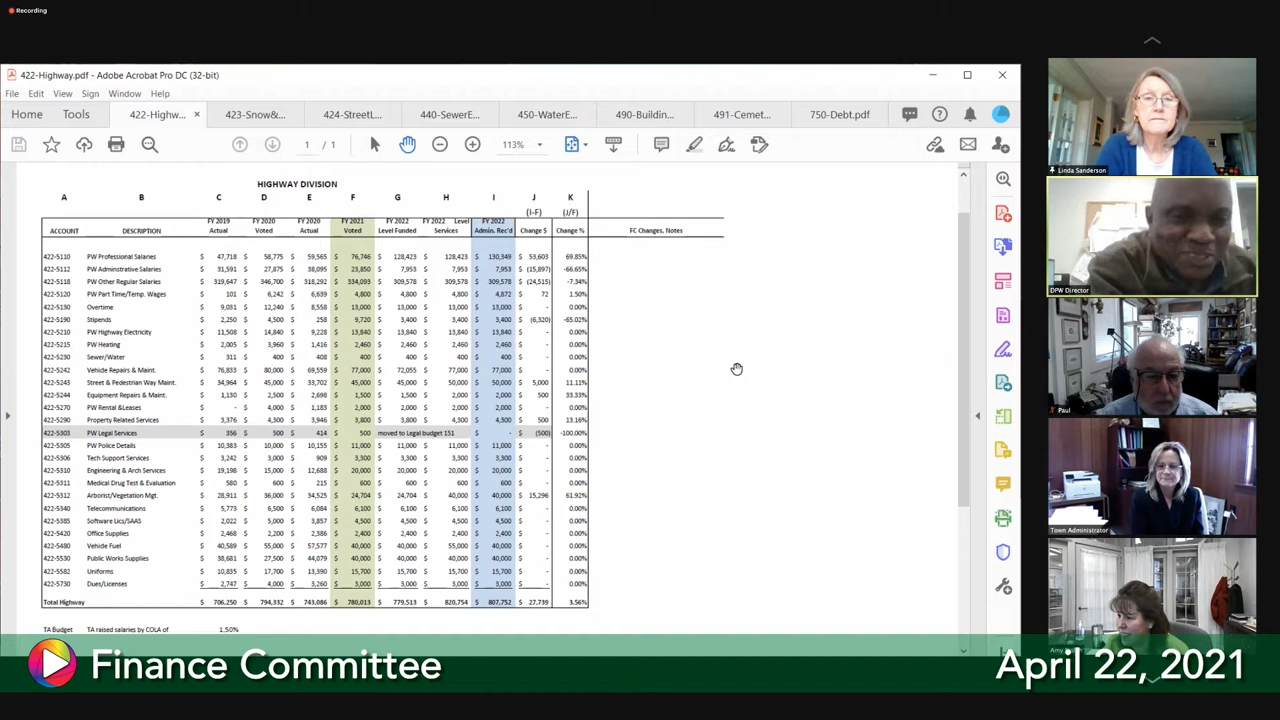 Recording
422-Highway.pdf - Adobe Acrobat Pro DC (32-bit)
File Edit View Sign Window Help
Home Tools 422-Highw... × 423-Snow&... 424-StreetL... 440-SewerE... 450-WaterE... 490-Buildin... 491-Cemet... 750-Debt.pdf
1 / 1 113%
HIGHWAY DIVISION
A B C D E F G H I J K
(I-F) (J/F)
FY 2019 FY 2020 FY 2020 FY 2021 FY 2022 FY 2022 Level FY 2022
ACCOUNT DESCRIPTION Actual Voted Actual Voted Level Funded Services Admin. Rec'd Change $ Change % FC Changes, Notes
422-5110 PW Professional Salaries $ 47,718 $ 58,775 $ 59,565 $ 76,746 $ 128,423 $ 128,423 $ 130,349 $ 53,603 69.85%
422-5112 PW Adminstrative Salaries $ 31,591 $ 27,875 $ 38,095 $ 23,850 $ 7,953 $ 7,953 $ 7,953 $ (15,897) -66.65%
422-5118 PW Other Regular Salaries $ 319,647 $ 346,700 $ 318,292 $ 334,093 $ 309,578 $ 309,578 $ 309,578 $ (24,515) -7.34%
422-5120 PW Part Time/Temp. Wages $ 101 $ 6,242 $ 6,639 $ 4,800 $ 4,800 $ 4,800 $ 4,872 $ 72 1.50%
422-5130 Overtime $ 9,031 $ 12,240 $ 8,558 $ 13,000 $ 13,000 $ 13,000 $ 13,000 $ - 0.00%
422-5190 Stipends $ 2,250 $ 4,500 $ 258 $ 9,720 $ 3,400 $ 3,400 $ 3,400 $ (6,320) -65.02%
422-5210 PW Highway Electricity $ 11,508 $ 14,840 $ 9,228 $ 13,840 $ 13,840 $ 13,840 $ 13,840 $ - 0.00%
422-5215 PW Heating $ 2,005 $ 3,960 $ 1,416 $ 2,460 $ 2,460 $ 2,460 $ 2,460 $ - 0.00%
422-5230 Sewer/Water $ 311 $ 400 $ 408 $ 400 $ 400 $ 400 $ 400 $ - 0.00%
422-5242 Vehicle Repairs & Maint. $ 76,833 $ 80,000 $ 69,559 $ 77,000 $ 72,055 $ 77,000 $ 77,000 $ - 0.00%
422-5243 Street & Pedestrian Way Maint. $ 34,964 $ 45,000 $ 33,702 $ 45,000 $ 45,000 $ 50,000 $ 50,000 $ 5,000 11.11%
422-5244 Equipment Repairs & Maint. $ 1,130 $ 2,500 $ 2,698 $ 1,500 $ 1,500 $ 2,000 $ 2,000 $ 500 33.33%
422-5270 PW Rental &Leases $ - $ 4,000 $ 1,183 $ 2,000 $ 2,000 $ 2,000 $ 2,000 $ - 0.00%
422-5290 Property Related Services $ 3,376 $ 4,300 $ 3,946 $ 3,800 $ 3,800 $ 4,300 $ 4,300 $ 500 13.16%
422-5303 PW Legal Services $ 356 $ 500 $ 414 $ 500 moved to Legal budget 151 $ - $ (500) -100.00%
422-5305 PW Police Details $ 10,383 $ 10,000 $ 10,155 $ 11,000 $ 11,000 $ 11,000 $ 11,000 $ - 0.00%
422-5306 Tech Support Services $ 3,242 $ 3,000 $ 909 $ 3,300 $ 3,300 $ 3,300 $ 3,300 $ - 0.00%
422-5310 Engineering & Arch Services $ 19,198 $ 15,000 $ 12,688 $ 20,000 $ 20,000 $ 20,000 $ 20,000 $ - 0.00%
422-5311 Medical Drug Test & Evaluation $ 580 $ 600 $ 215 $ 600 $ 600 $ 600 $ 600 $ - 0.00%
422-5312 Arborist/Vegetation Mgt. $ 28,911 $ 36,000 $ 34,525 $ 24,704 $ 24,704 $ 40,000 $ 40,000 $ 15,296 61.92%
422-5340 Telecommunications $ 5,773 $ 6,500 $ 6,084 $ 6,100 $ 6,100 $ 6,100 $ 6,100 $ - 0.00%
422-5385 Software Lics/SAAS $ 2,022 $ 5,000 $ 3,857 $ 4,500 $ 4,500 $ 4,500 $ 4,500 $ - 0.00%
422-5420 Office Supplies $ 2,468 $ 2,200 $ 2,386 $ 2,400 $ 2,400 $ 2,400 $ 2,400 $ - 0.00%
422-5480 Vehicle Fuel $ 40,589 $ 55,000 $ 57,577 $ 40,000 $ 40,000 $ 55,000 $ 40,000 $ - 0.00%
422-5530 Public Works Supplies $ 38,681 $ 27,500 $ 44,079 $ 40,000 $ 40,000 $ 40,000 $ 40,000 $ - 0.00%
422-5582 Uniforms $ 10,835 $ 17,700 $ 13,390 $ 15,700 $ 15,700 $ 15,700 $ 15,700 $ - 0.00%
422-5730 Dues/Licenses $ 2,747 $ 4,000 $ 3,260 $ 3,000 $ 3,000 $ 3,000 $ 3,000 $ - 0.00%
Total Highway $ 706,250 $ 794,332 $ 743,086 $ 780,013 $ 779,513 $ 820,754 $ 807,752 $ 27,739 3.56%
TA Budget TA raised salaries by COLA of 1.50%
Linda Sanderson
DPW Director
Paul
Town Administrator
Amy
Finance Committee
April 22, 2021